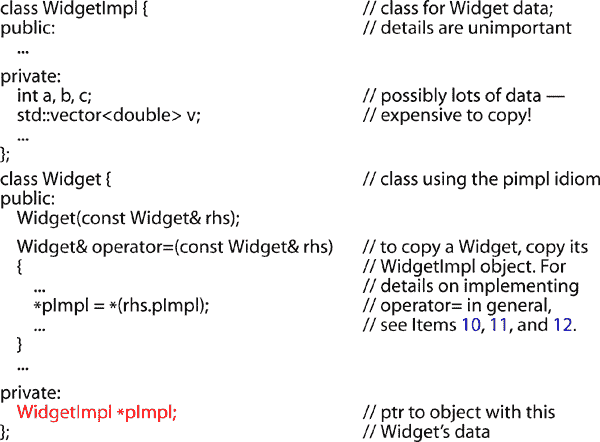 class WidgetImpl { // class for Widget data;
public: // details are unimportant
...
private:
int a, b, c; // possibly lots of data —
std::vector<double> v; // expensive to copy!
...
};
class Widget { // class using the pimpl idiom
public:
Widget(const Widget& rhs);
Widget& operator=(const Widget& rhs) // to copy a Widget, copy its
{ // WidgetImpl object. For
... // details on implementing
*pImpl = *(rhs.pImpl); // operator= in general,
... // see Items 10, 11, and 12.
}
...
private:
WidgetImpl *pImpl; // ptr to object with this
}; // Widget’s data